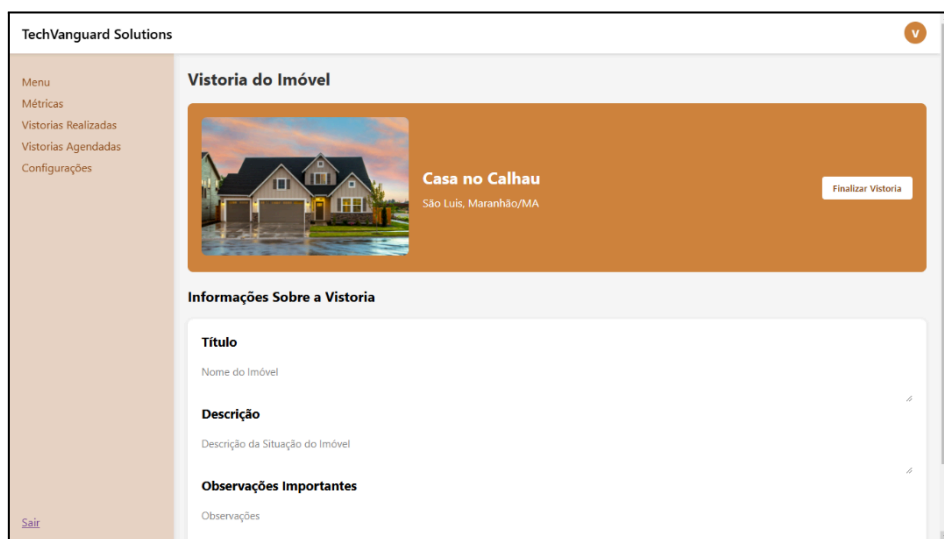 TechVanguard Solutions
V
Menu
Métricas
Vistorias Realizadas
Vistorias Agendadas
Configurações
Sair
Vistoria do Imóvel
Casa no Calhau
São Luis, Maranhão/MA
Finalizar Vistoria
Informações Sobre a Vistoria
Título
Nome do Imóvel
Descrição
Descrição da Situação do Imóvel
Observações Importantes
Observações